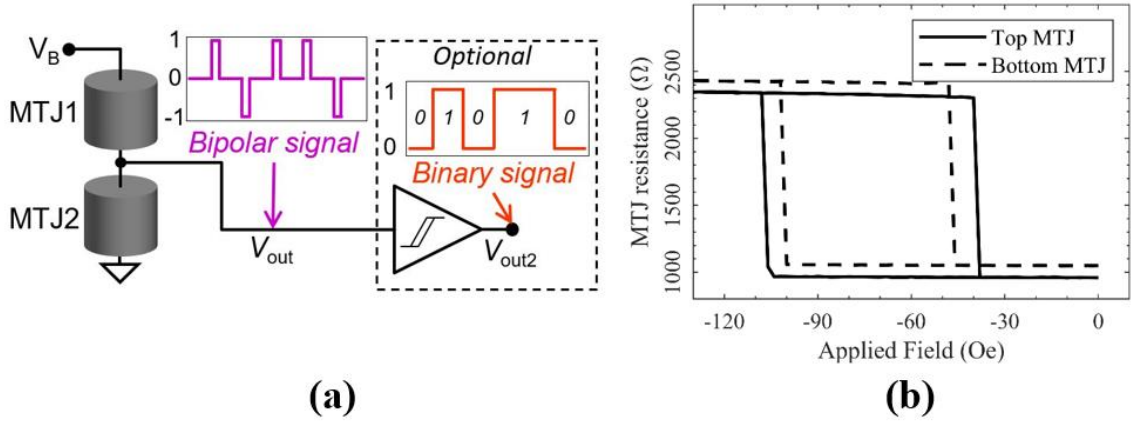 V_B
MTJ1
MTJ2
1
0
-1
Bipolar signal
V_out
Optional
1
0
0 1 0 1 0
Binary signal
V_out2
(a)
MTJ resistance (Ω)
2500
2000
1500
1000
Top MTJ
Bottom MTJ
-120 -90 -60 -30 0
Applied Field (Oe)
(b)